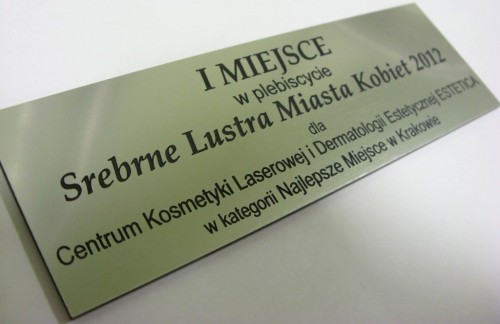 I MIEJSCE
w plebiscycie
Srebrne Lustra Miasta Kobiet 2012
dla
Centrum Kosmetyki Laserowej i Dermatologii Estetycznej ESTETICA
w kategorii Najlepsze Miejsce w Krakowie